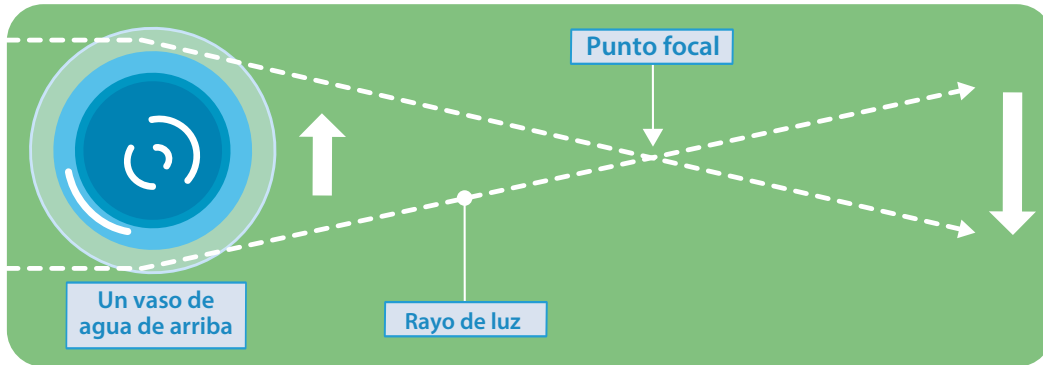 Punto focal
Un vaso de
agua de arriba
Rayo de luz